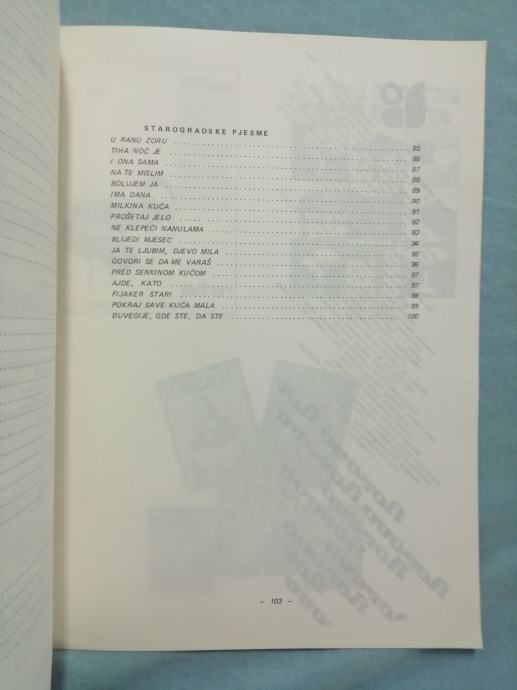 STAROGRADSKE PJESME
U RANU ZORU 85
TIHA NOĆ JE 86
I ONA SAMA 87
NA TE MISLIM 88
BOLUJEM JA 89
IMA DANA 90
MILKINA KUĆA 91
PROŠETAJ JELO 92
NE KLEPEĆI NANULAMA 93
BLIJEDI MJESEC 94
JA TE LJUBIM, DJEVO MILA 95
GOVORI SE DA ME VARAŠ 96
PRED SENKINOM KUĆOM 97
AJDE, KATO 97
FIJAKER STARI 98
POKRAJ SAVE KUĆA MALA 99
ĐUVEGIJE, GDE STE, DA STE 100
– 103 –